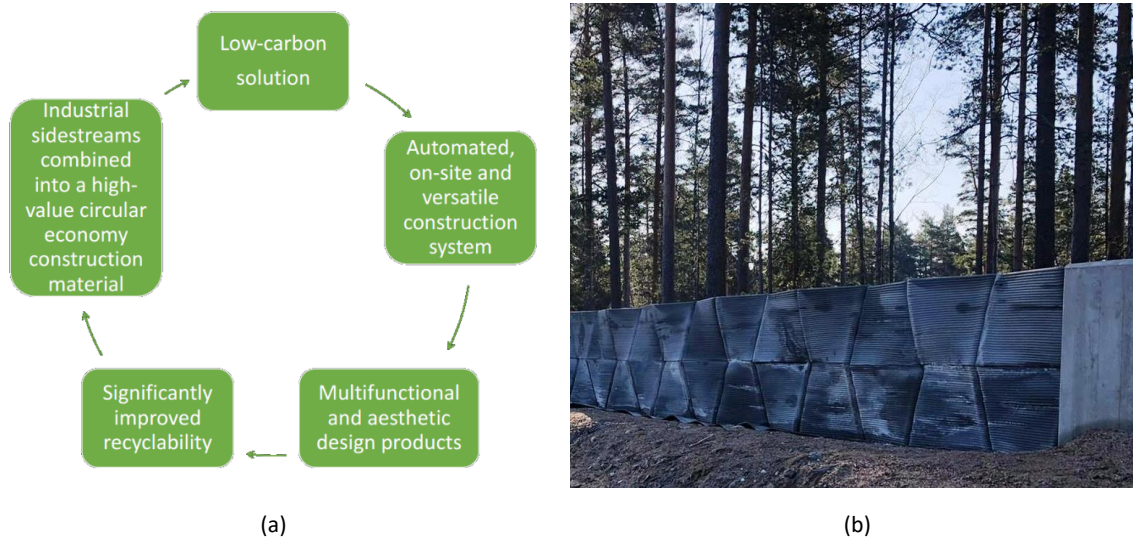 Low-carbon
solution
Automated,
on-site and
versatile
construction
system
Multifunctional
and aesthetic
design products
Significantly
improved
recyclability
Industrial
sidestreams
combined
into a high-
value circular
economy
construction
material
(a)
(b)